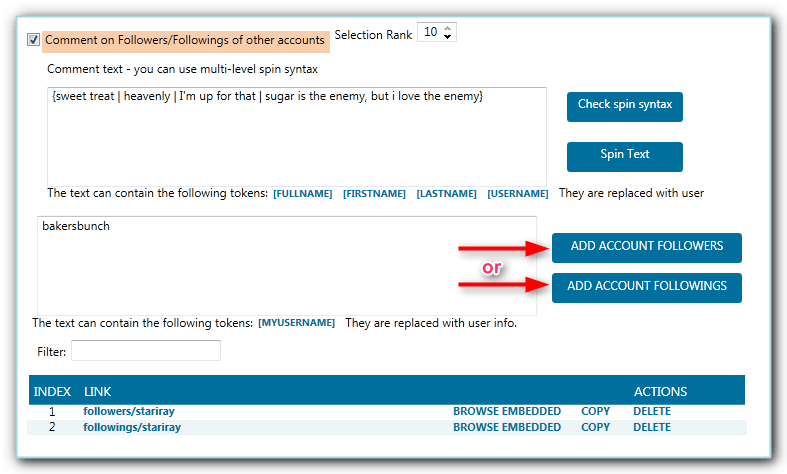 Comment on Followers/Followings of other accounts Selection Rank 10
Comment text - you can use multi-level spin syntax
{sweet treat | heavenly | I'm up for that | sugar is the enemy, but i love the enemy}
Check spin syntax
Spin Text
The text can contain the following tokens: [FULLNAME] [FIRSTNAME] [LASTNAME] [USERNAME] They are replaced with user
bakersbunch
ADD ACCOUNT FOLLOWERS
or
ADD ACCOUNT FOLLOWINGS
The text can contain the following tokens: [MYUSERNAME] They are replaced with user info.
Filter:
INDEX LINK ACTIONS
1 followers/stariray BROWSE EMBEDDED COPY DELETE
2 followings/stariray BROWSE EMBEDDED COPY DELETE